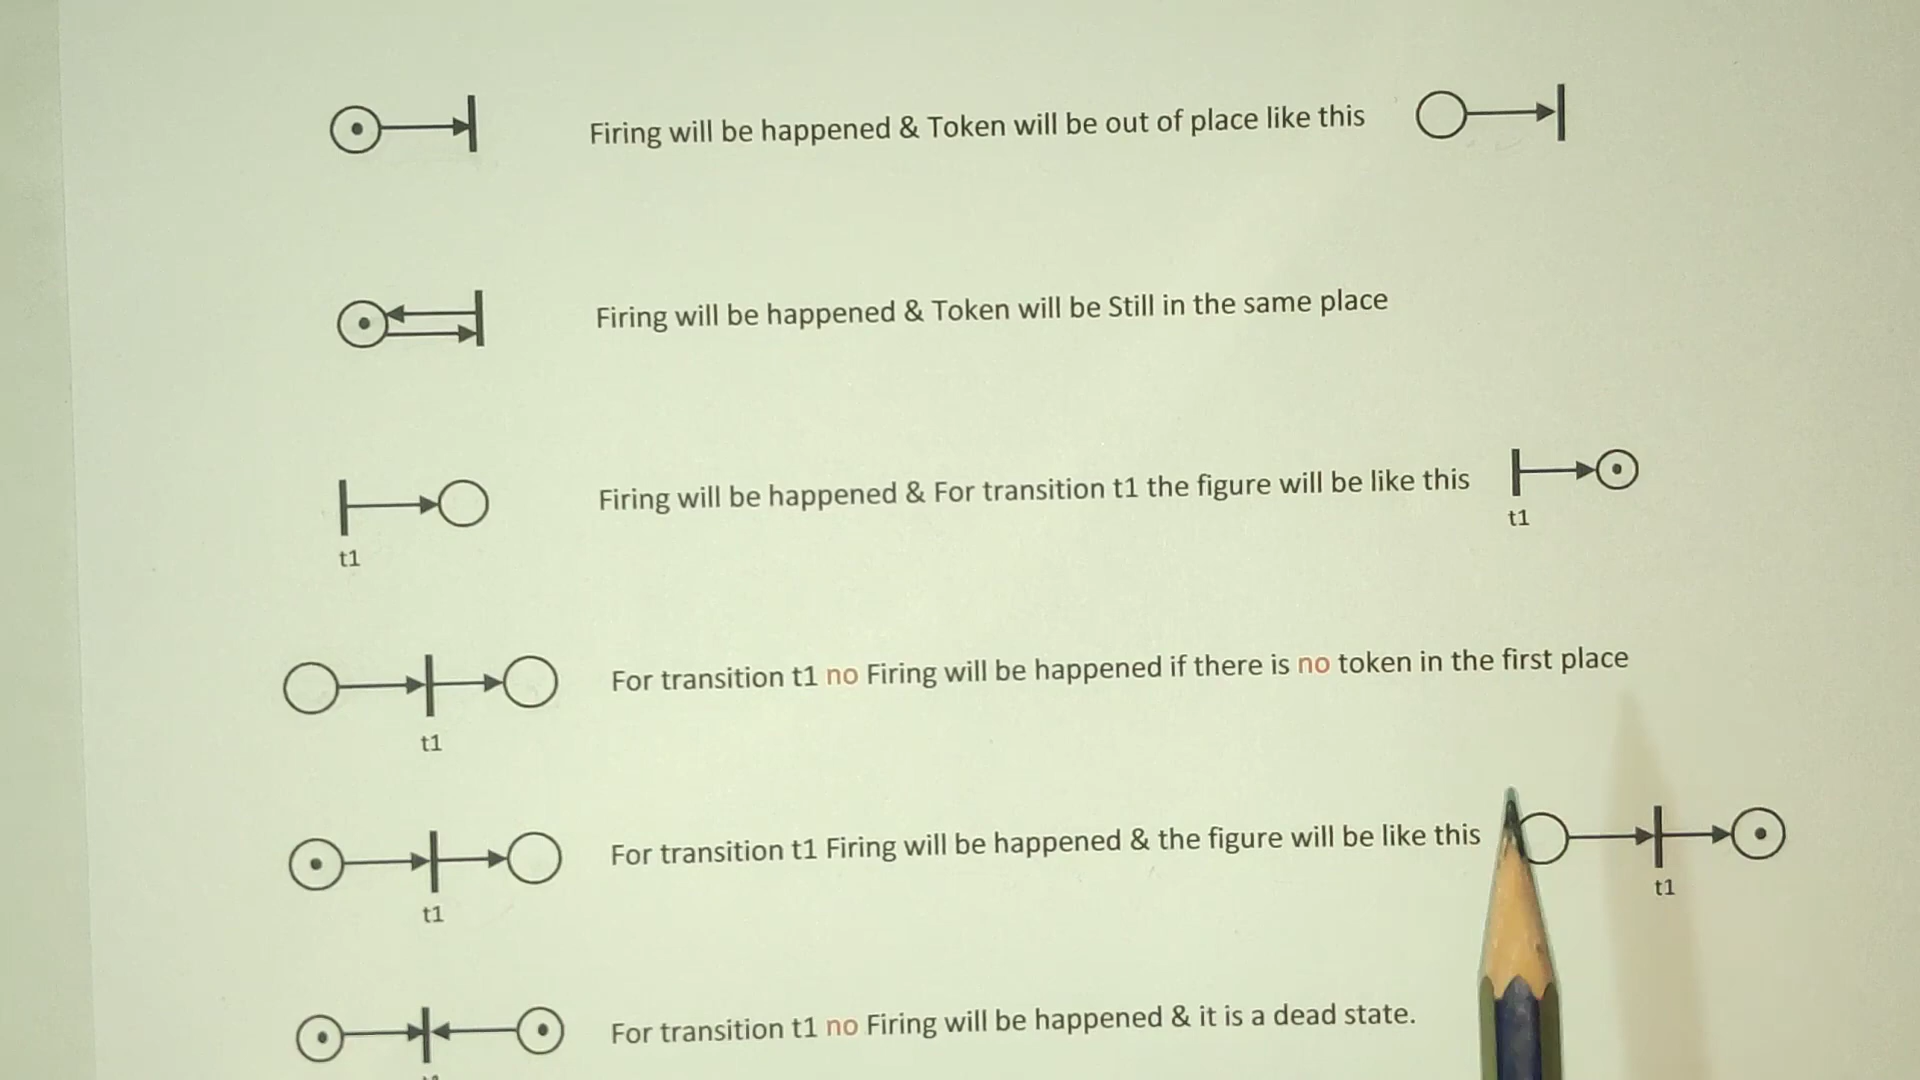 Firing will be happened & Token will be out of place like this
Firing will be happened & Token will be Still in the same place
Firing will be happened & For transition t1 the figure will be like this
t1
t1
For transition t1 no Firing will be happened if there is no token in the first place
t1
For transition t1 Firing will be happened & the figure will be like this
t1
t1
For transition t1 no Firing will be happened & it is a dead state.